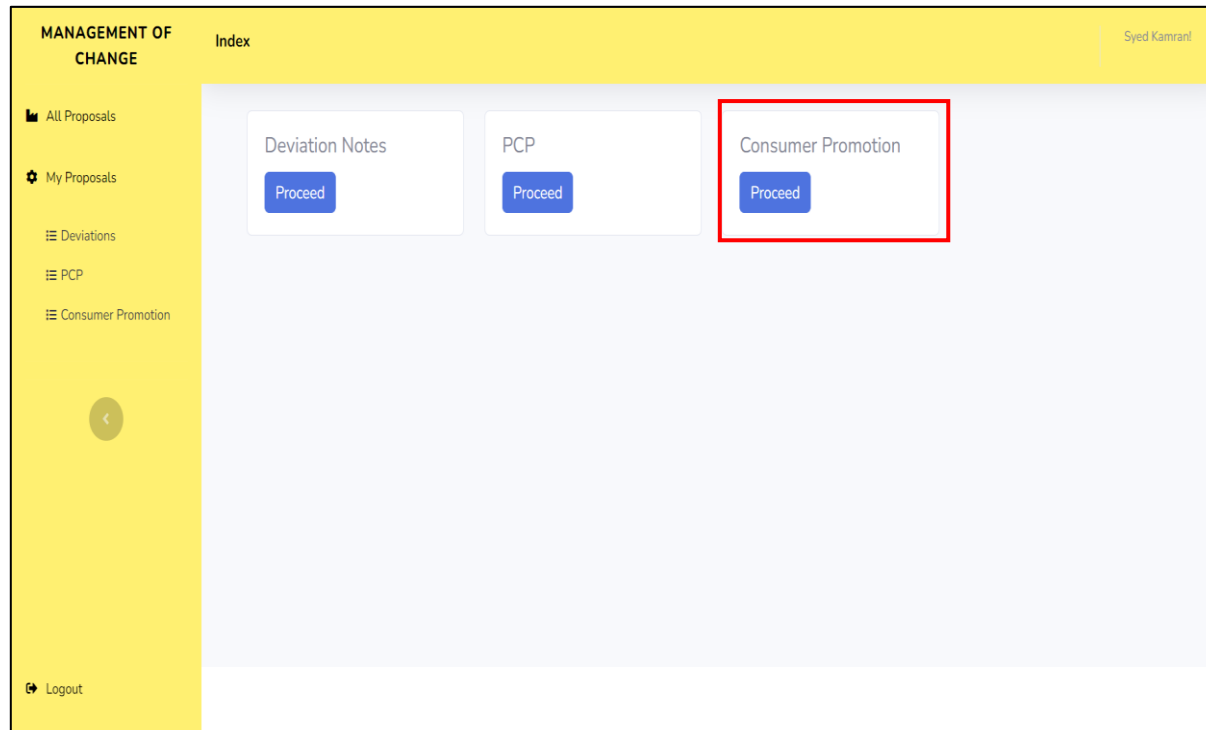 MANAGEMENT OF
CHANGE
Index
Syed Kamran!
All Proposals
My Proposals
Deviations
PCP
Consumer Promotion
Logout
Deviation Notes
Proceed
PCP
Proceed
Consumer Promotion
Proceed